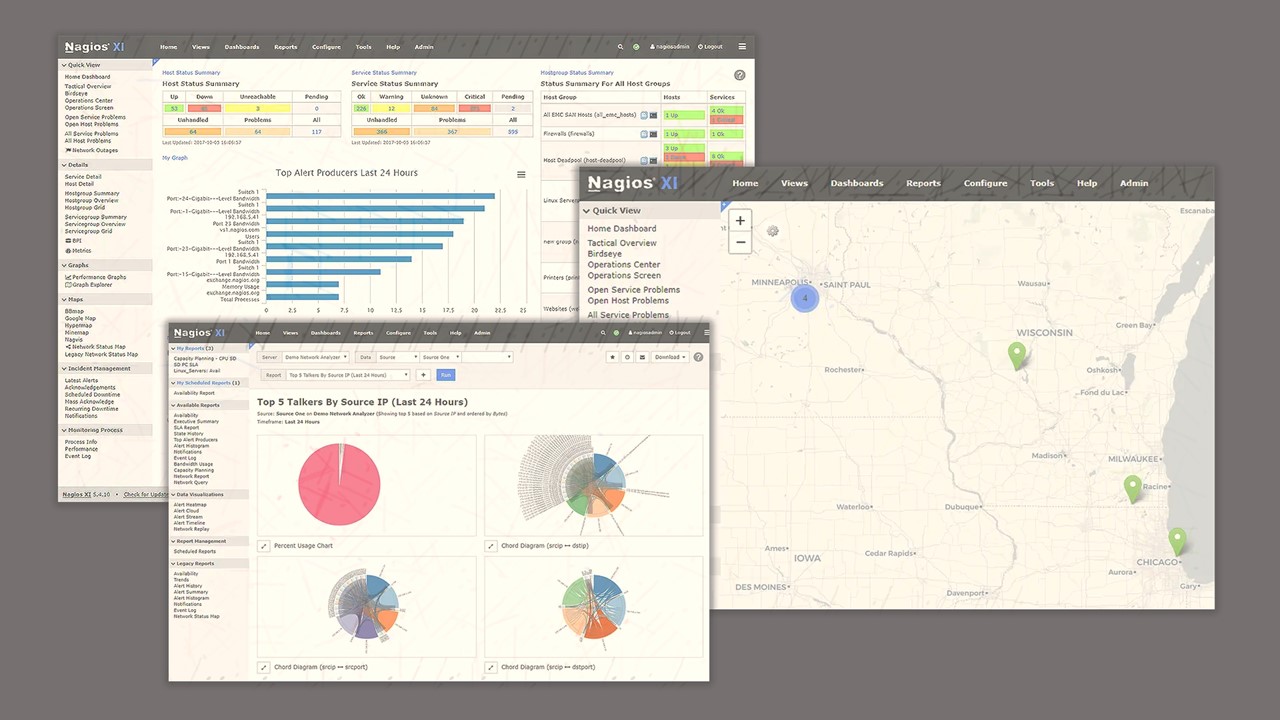 Nagios® XI
Home Views Dashboards Reports Configure Tools Help Admin
nagiosadmin Logout
Quick View
Home Dashboard
Tactical Overview
Birdseye
Operations Center
Operations Screen
Open Service Problems
Open Host Problems
All Service Problems
All Host Problems
Network Outages
Details
Service Detail
Host Detail
Hostgroup Summary
Hostgroup Overview
Hostgroup Grid
Servicegroup Summary
Servicegroup Overview
Servicegroup Grid
BPI
Metrics
Graphs
Performance Graphs
Graph Explorer
Maps
BBmap
Google Map
Hypermap
Minemap
Nagvis
Network Status Map
Legacy Network Status Map
Incident Management
Latest Alerts
Acknowledgements
Scheduled Downtime
Mass Acknowledge
Recurring Downtime
Notifications
Monitoring Process
Process Info
Performance
Event Log
Nagios XI 5.4.10 • Check for Updat
Host Status Summary
Host Status Summary
Up Down Unreachable Pending
53 3 0
Unhandled Problems All
64 64 117
Last Updated: 2017-10-03 16:05:57
Service Status Summary
Service Status Summary
Ok Warning Unknown Critical Pending
226 12 2
Unhandled Problems All
366 367
Last Updated: 2017-10-03 16:05:57
Hostgroup Status Summary
Status Summary For All Host Groups
Host Group Hosts Services
All EMC SAN Hosts (all_emc_hosts) 1 Up 4 Ok
Firewalls (firewalls) 1 Up 1 Ok
Host Deadpool (host-deadpool) 3 Up
Linux Server
new group (
Printers (prin
Websites (
My Graph
Top Alert Producers Last 24 Hours
Switch 1
Port:-24-Gigabit---Level Bandwidth
Switch 1
Port:-1-Gigabit---Level Bandwidth
192.168.5.41
Port 23 Bandwidth
vs1.nagios.com
Users
Switch 1
Port:-23-Gigabit---Level Bandwidth
192.168.5.41
Port 1 Bandwidth
Switch 1
Port:-15-Gigabit---Level Bandwidth
exchange.nagios.org
Memory Usage
exchange.nagios.org
Total Processes
0 2.5 5 7.5 10 12.5 15 17.5 20 22.5 25
Nagios® XI
Home Views Dashboards Reports Configure Tools Help Admin
Quick View
Home Dashboard
Tactical Overview
Birdseye
Operations Center
Operations Screen
Open Service Problems
Open Host Problems
All Service Problems
+
−
Escanaba
MINNEAPOLIS
SAINT PAUL
4
Wausau
Green Bay
WISCONSIN
Oshkosh
Rochester
Fond du Lac
MILWAUKEE
Madison
Racine
Waterloo
Dubuque
Ames
IOWA
Cedar Rapids
CHICAGO
Aurora
DES MOINES
Davenport
Gary
Nagios® XI
Home Views Dashboards Reports Configure Tools Help Admin
nagiosadmin Logout
My Reports (3)
Capacity Planning - CPU SD
SD PC SLA
Linux_Servers: Avail
My Scheduled Reports (1)
Availability Report
Available Reports
Availability
Executive Summary
SLA Report
State History
Top Alert Producers
Alert Histogram
Notifications
Event Log
Bandwidth Usage
Capacity Planning
Network Report
Network Query
Data Visualizations
Alert Heatmap
Alert Cloud
Alert Stream
Alert Timeline
Network Replay
Report Management
Scheduled Reports
Legacy Reports
Availability
Trends
Alert History
Alert Summary
Alert Histogram
Notifications
Event Log
Network Status Map
Server Demo Network Analyzer Data Source Source One
Download
Report Top 5 Talkers By Source IP (Last 24 Hours) + Run
Top 5 Talkers By Source IP (Last 24 Hours)
Source: Source One on Demo Network Analyzer (Showing top 5 based on Source IP and ordered by Bytes)
Timeframe: Last 24 Hours
Percent Usage Chart
Chord Diagram (srcip ↔ dstip)
Chord Diagram (srcip ↔ srcport)
Chord Diagram (srcip ↔ dstport)